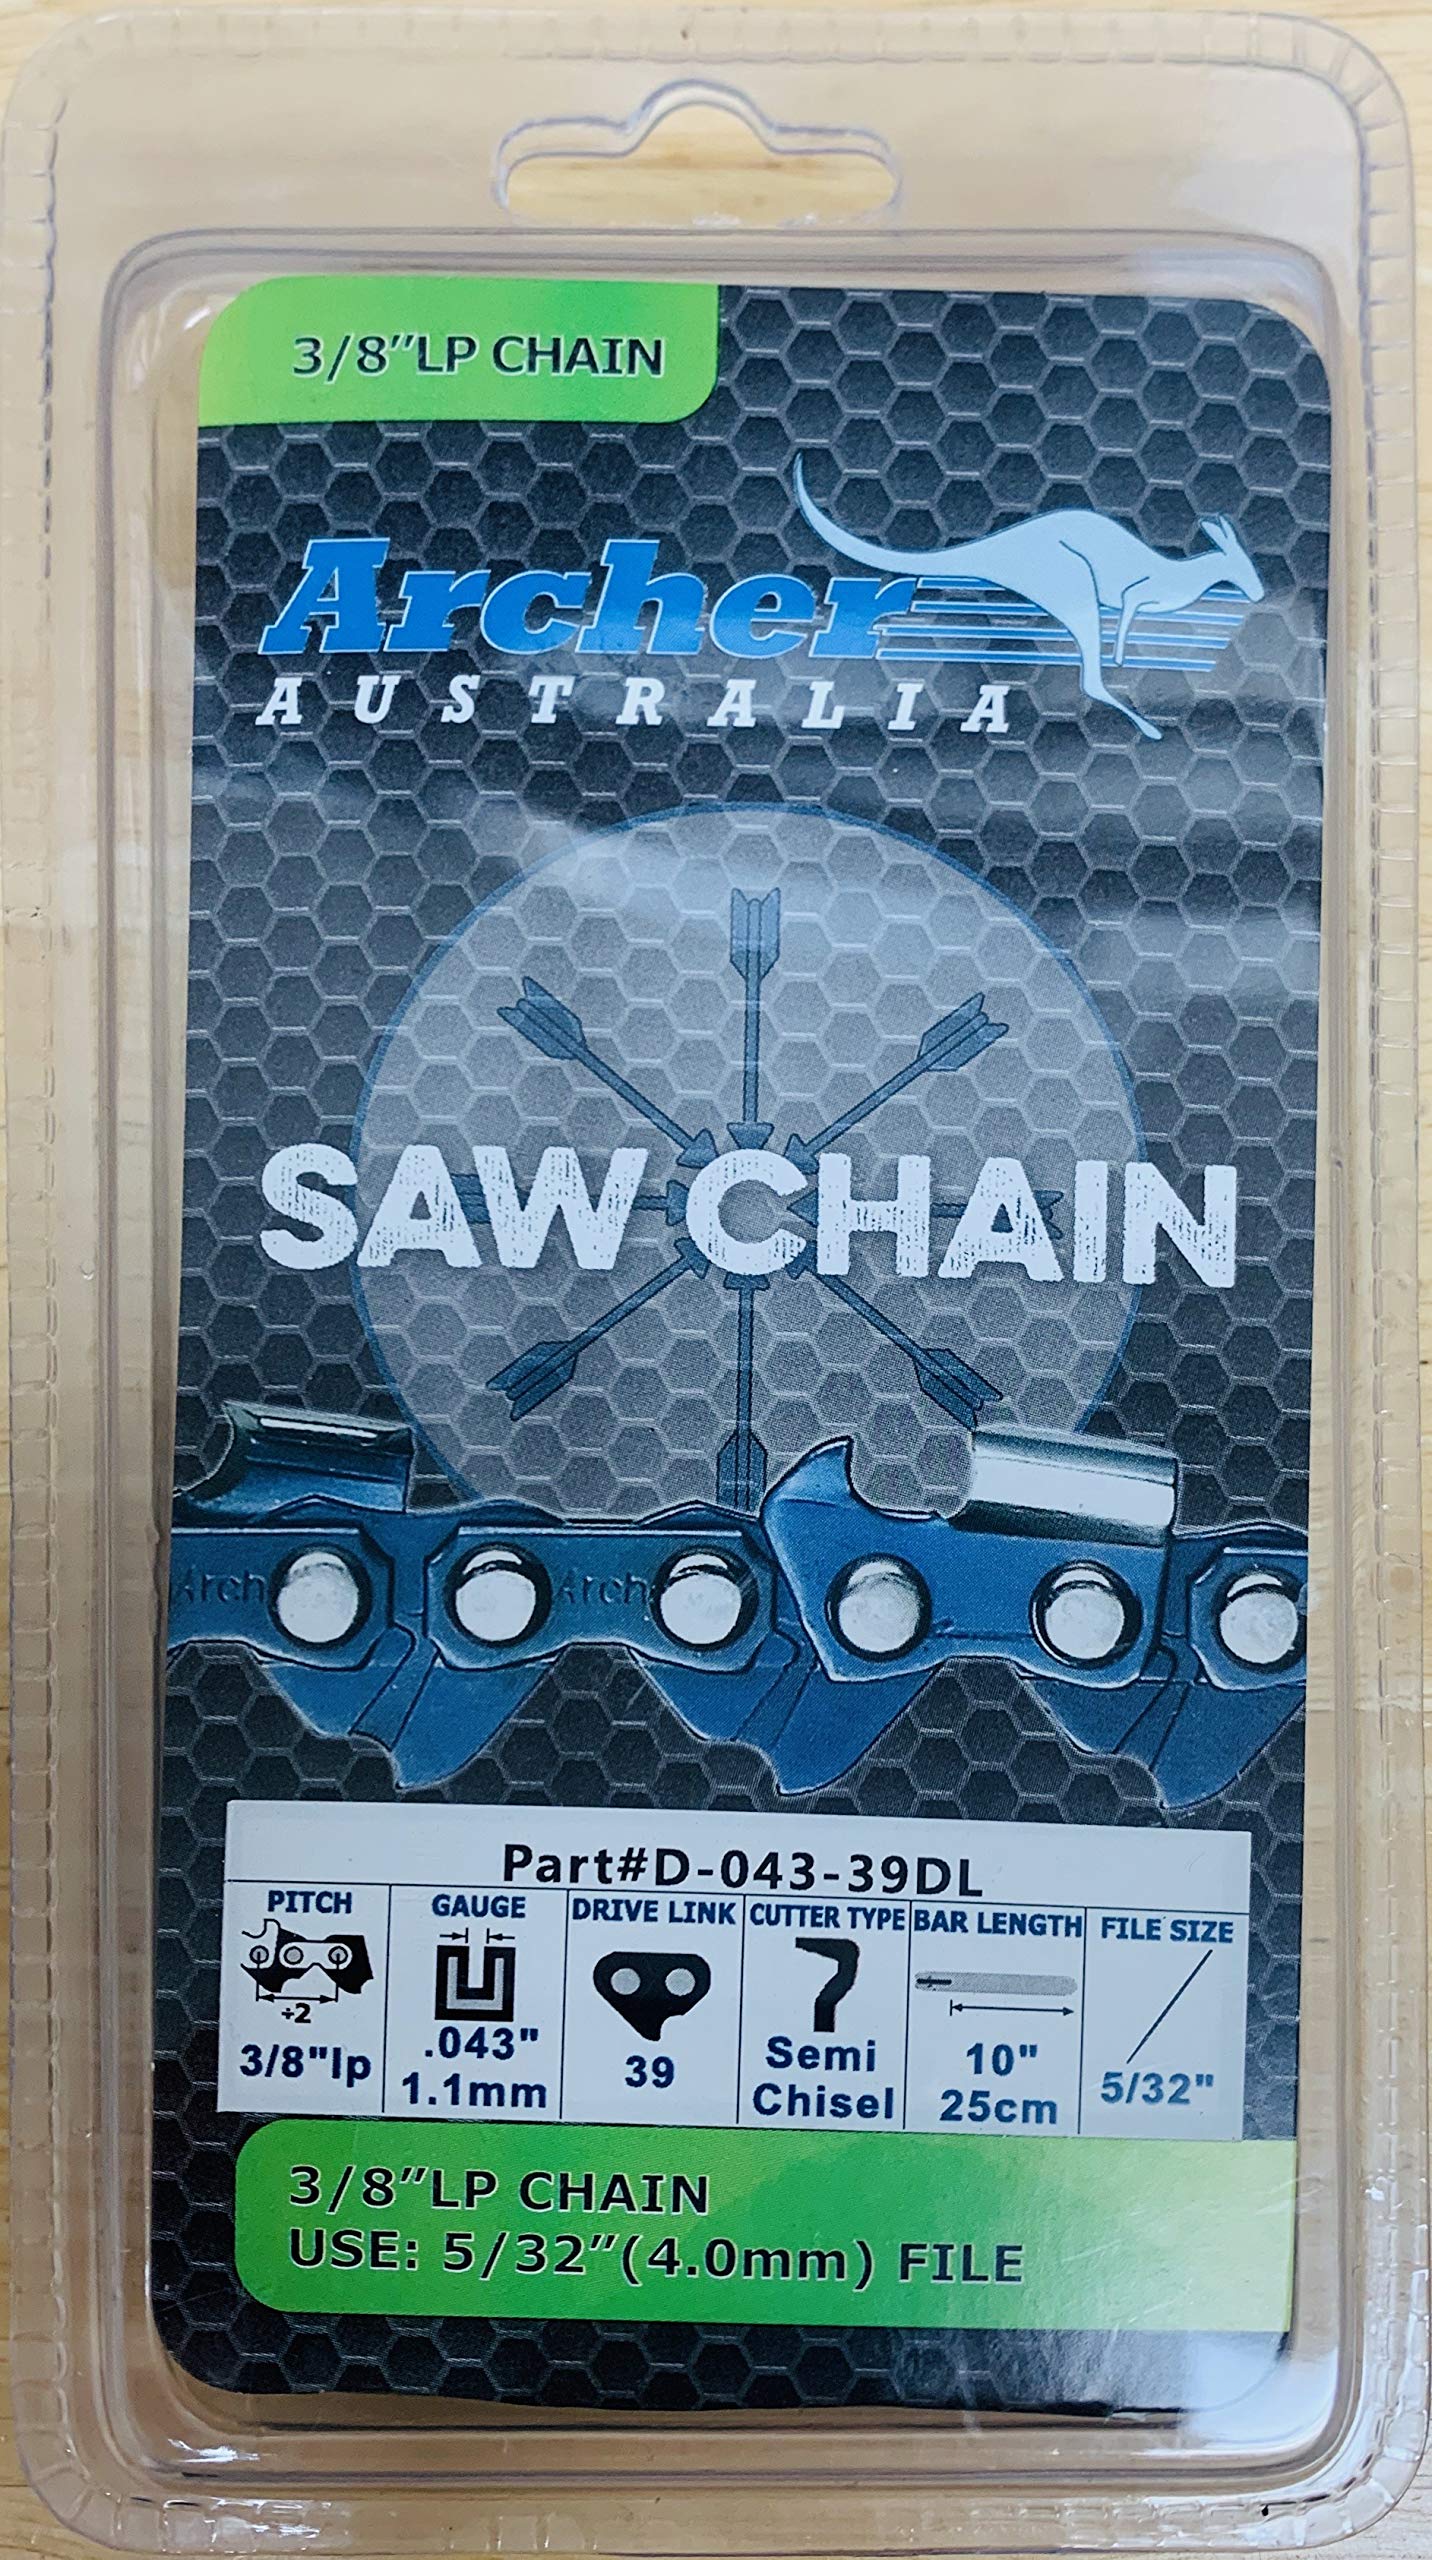 3/8"LP CHAIN
Archer
AUSTRALIA
SAW CHAIN
Arch Arch
Part#D-043-39DL
PITCH GAUGE DRIVE LINK CUTTER TYPE BAR LENGTH FILE SIZE
÷2
3/8"lp .043" 1.1mm 39 Semi Chisel 10" 25cm 5/32"
3/8"LP CHAIN
USE: 5/32"(4.0mm) FILE